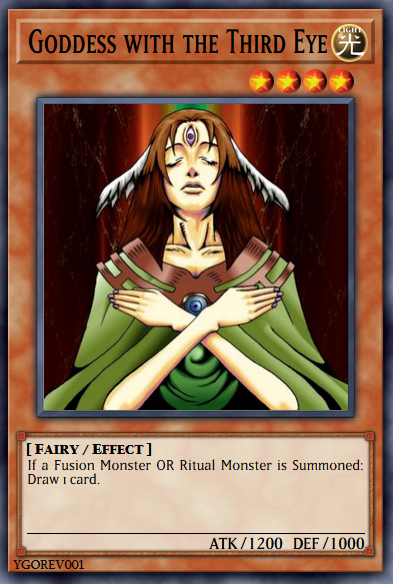 Goddess with the Third Eye
LIGHT
光
[ Fairy / Effect ]
If a Fusion Monster OR Ritual Monster is Summoned:
Draw 1 card.
ATK / 1200 DEF / 1000
YGOREV001